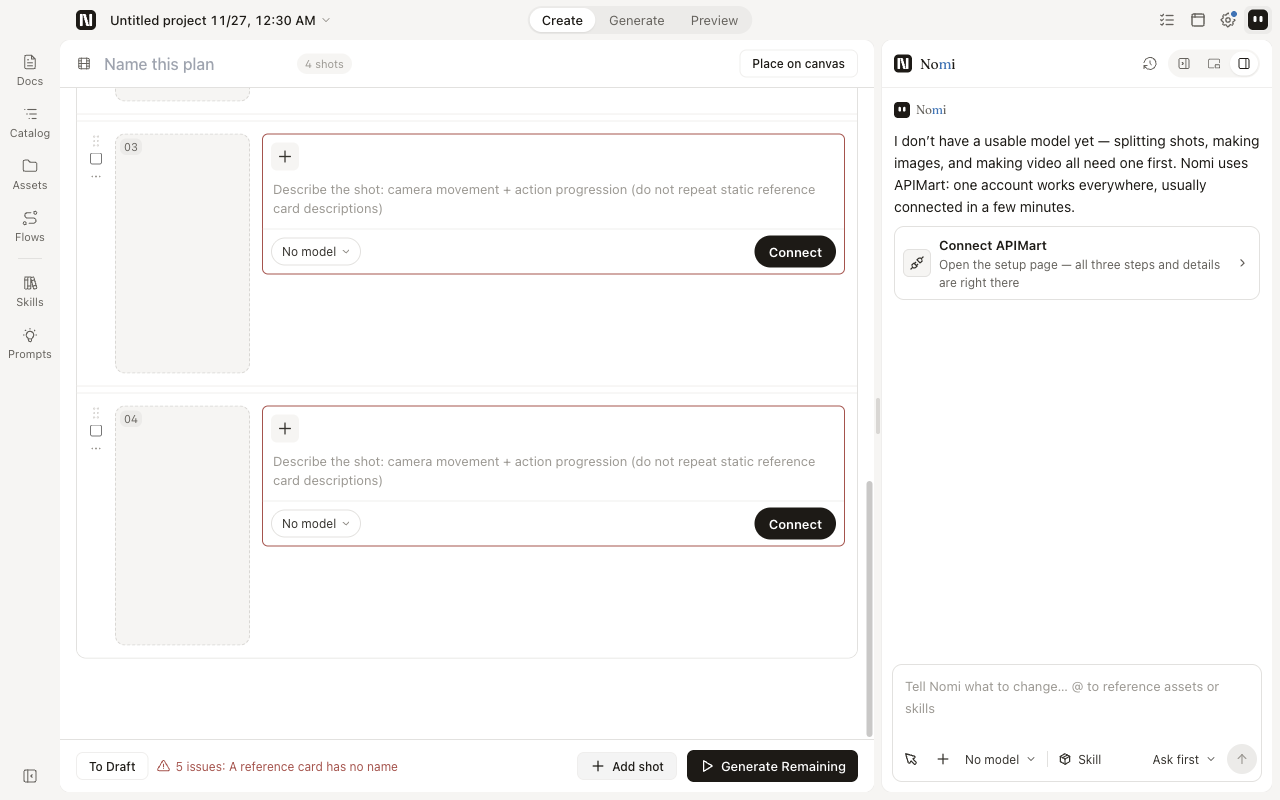 Untitled project 11/27, 12:30 AM
Create
Generate
Preview
Docs
Catalog
Assets
Flows
Skills
Prompts
Name this plan
4 shots
Place on canvas
03
Describe the shot: camera movement + action progression (do not repeat static reference
card descriptions)
No model
Connect
04
Describe the shot: camera movement + action progression (do not repeat static reference
card descriptions)
No model
Connect
To Draft
5 issues: A reference card has no name
Add shot
Generate Remaining
Nomi
Nomi
I don’t have a usable model yet — splitting shots, making
images, and making video all need one first. Nomi uses
APIMart: one account works everywhere, usually
connected in a few minutes.
Connect APIMart
Open the setup page — all three steps and details
are right there
Tell Nomi what to change... @ to reference assets or
skills
No model
Skill
Ask first